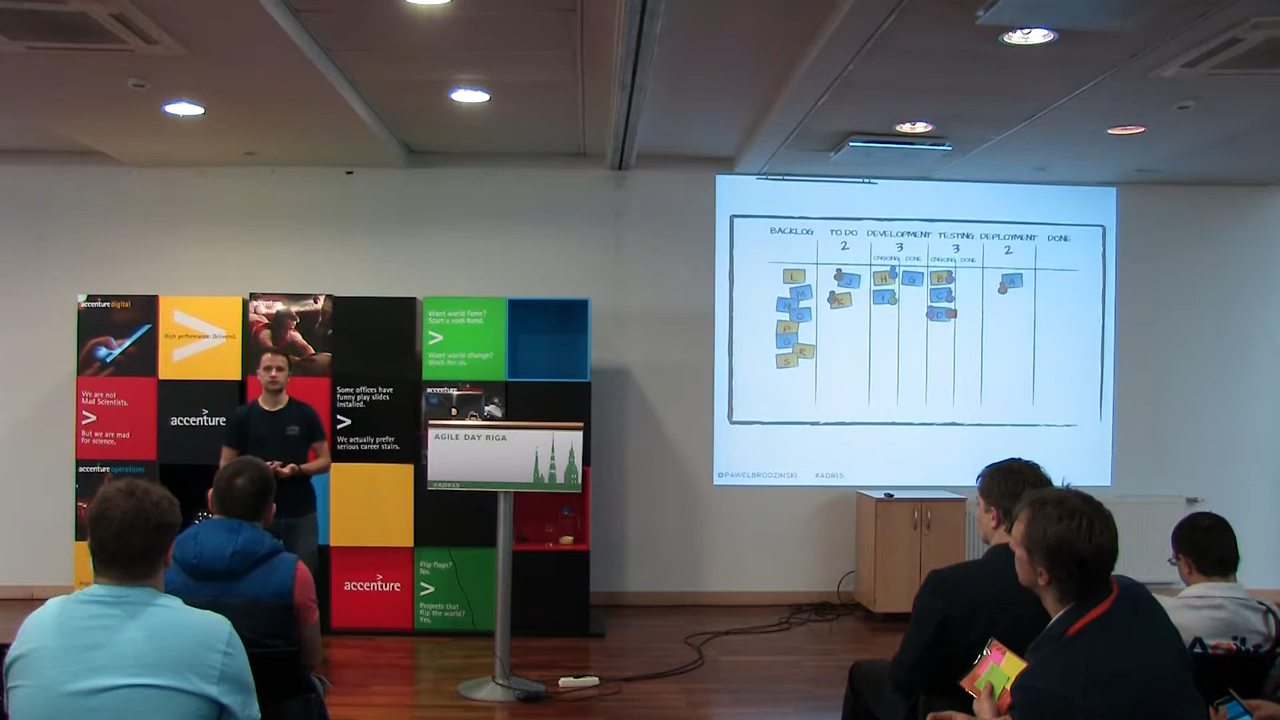 accenturedigital
High performance. Delivered.
accenture
We are not
Mad Scientists.
But we are mad
for science.
accenture
Some offices have
funny play slides
installed.
We actually prefer
serious career stairs.
Want world fame?
Start a rock band.
Want world change?
Work for us.
accenture
accentureoperations
AGILE DAY RIGA
#ADR15
accenture
Flip flops?
No.
Projects that
flip the world?
Yes.
BACKLOG TO DO DEVELOPMENT TESTING DEPLOYMENT DONE
2 3 3 2
ONGOING DONE ONGOING DONE
L J H G B A
M K I C
N O D
P
Q
R
S
@PAWELBRODZINSKI #ADR15